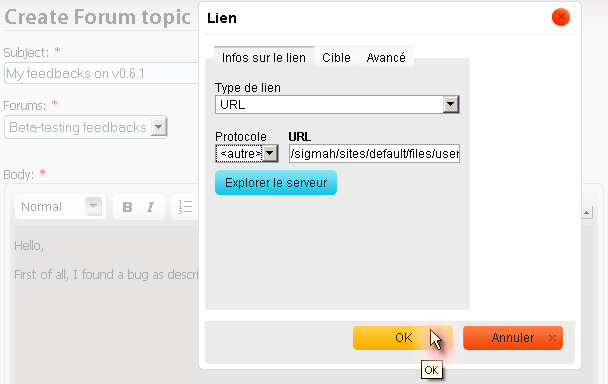 Create Forum topic
Subject: *
My feedbacks on v0.6.1
Forums: *
Beta-testing feedbacks
Body: *
Normal
B I
Hello,
First of all, I found a bug as descri
Lien
Infos sur le lien Cible Avancé
Type de lien
URL
Protocole URL
<autre> /sigmah/sites/default/files/user
Explorer le serveur
OK Annuler
OK